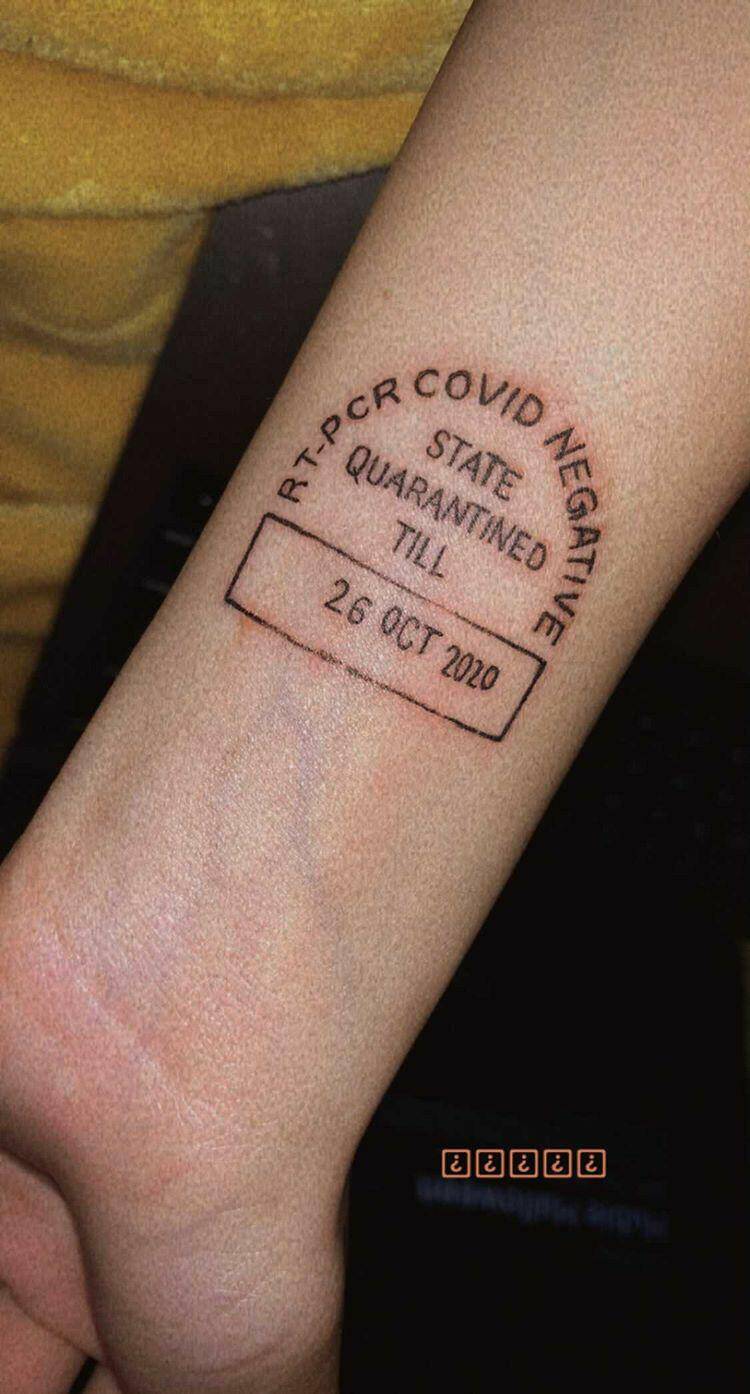 RT-PCR COVID NEGATIVE
STATE
QUARANTINED
TILL
26 OCT 2020